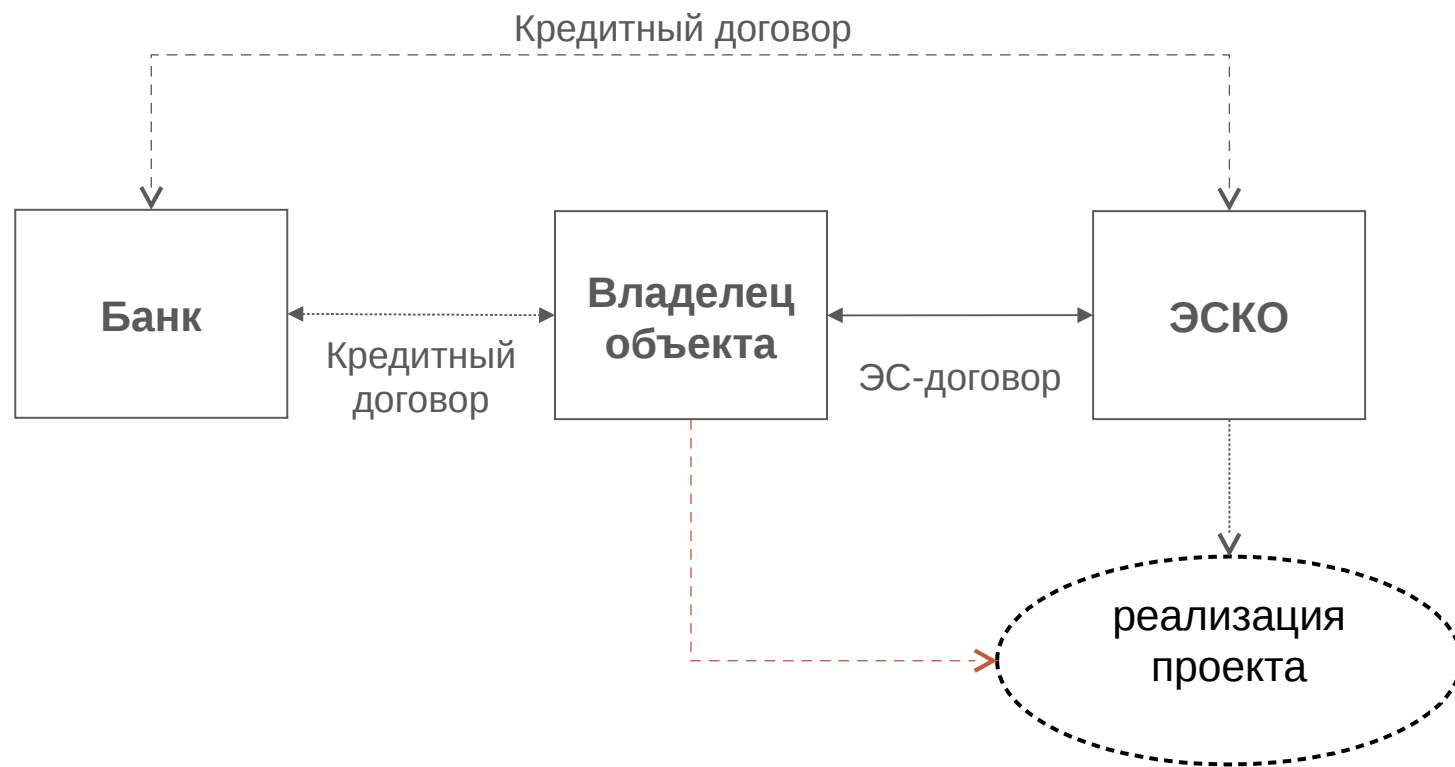 Кредитный договор
Банк
Владелец
объекта
ЭСКО
Кредитный
договор
ЭС-договор
реализация
проекта